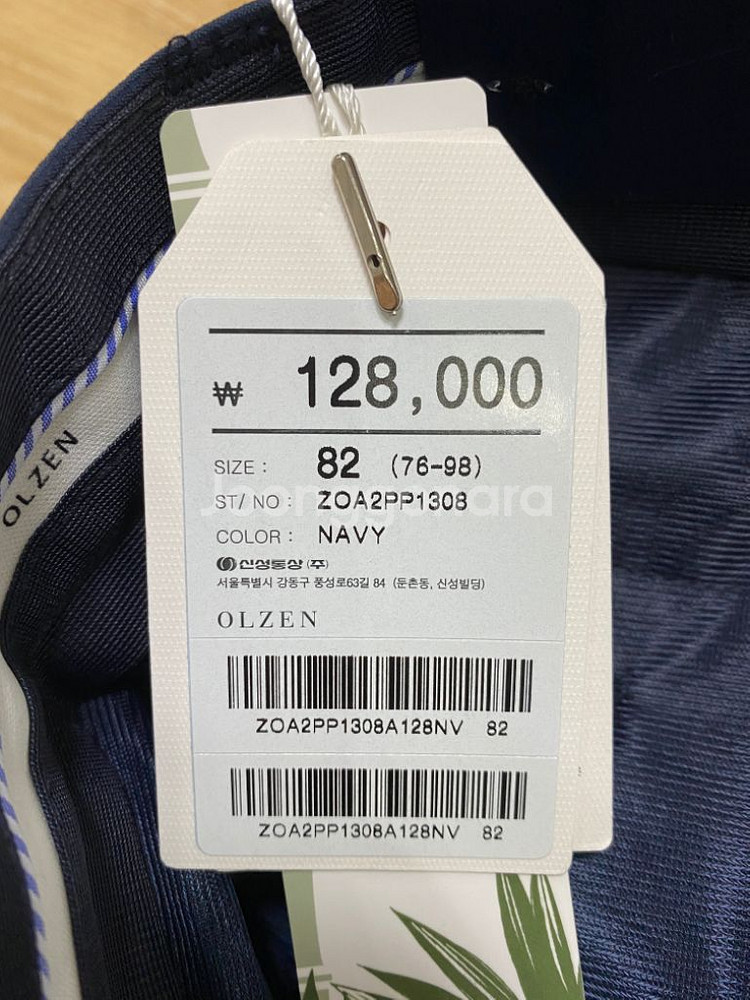 ₩ 128,000
SIZE : 82 (76-98)
ST/ NO : ZOA2PP1308
Joonggonara
COLOR : NAVY
신성통상 (주)
서울특별시 강동구 풍성로63길 84 (둔촌동, 신성빌딩)
OLZEN
ZOA2PP1308A128NV 82
ZOA2PP1308A128NV 82
OLZEN